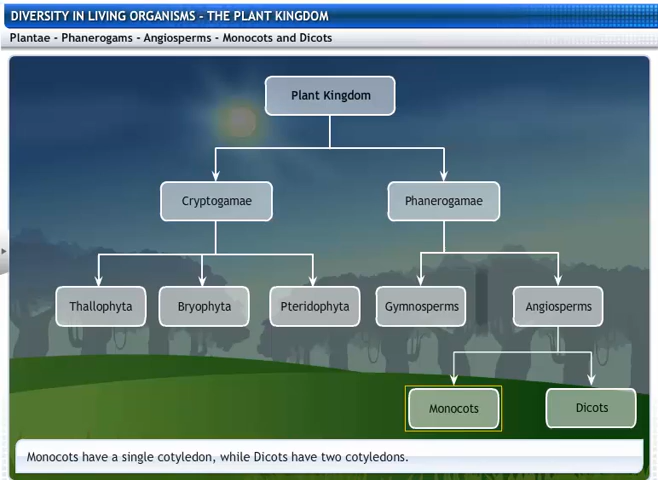 DIVERSITY IN LIVING ORGANISMS - THE PLANT KINGDOM
Plantae - Phanerogams - Angiosperms - Monocots and Dicots
Plant Kingdom
Cryptogamae
Phanerogamae
Thallophyta
Bryophyta
Pteridophyta
Gymnosperms
Angiosperms
Monocots
Dicots
Monocots have a single cotyledon, while Dicots have two cotyledons.